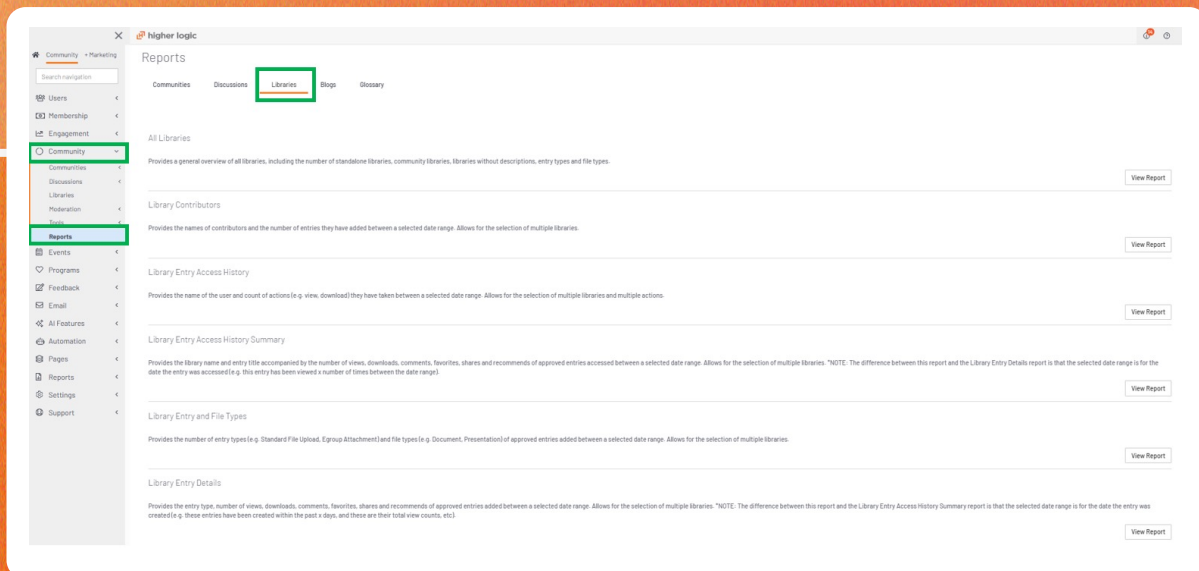 higher logic
Community
Marketing
Search navigation
Users
Membership
Engagement
Community
Communities
Discussions
Libraries
Moderation
Tools
Reports
Events
Programs
Feedback
Email
AI Features
Automation
Pages
Reports
Settings
Support
Reports
Communities Discussions Libraries Blogs Glossary
All Libraries
Provides a general overview of all libraries, including the number of standalone libraries, community libraries, libraries without descriptions, entry types and file types.
View Report
Library Contributors
Provides the names of contributors and the number of entries they have added between a selected date range. Allows for the selection of multiple libraries.
View Report
Library Entry Access History
Provides the name of the user and count of actions (e.g. view, download) they have taken between a selected date range. Allows for the selection of multiple libraries and multiple actions.
View Report
Library Entry Access History Summary
Provides the library name and entry title accompanied by the number of views, downloads, comments, favorites, shares and recommends of approved entries accessed between a selected date range. Allows for the selection of multiple libraries. *NOTE: The difference between this report and the Library Entry Details report is that the selected date range is for the
date the entry was accessed (e.g. this entry has been viewed x number of times between the date range).
View Report
Library Entry and File Types
Provides the number of entry types (e.g. Standard File Upload, Egroup Attachment) and file types (e.g. Document, Presentation) of approved entries added between a selected date range. Allows for the selection of multiple libraries.
View Report
Library Entry Details
Provides the entry type, number of views, downloads, comments, favorites, shares and recommends of approved entries added between a selected date range. Allows for the selection of multiple libraries. *NOTE: The difference between this report and the Library Entry Access History Summary report is that the selected date range is for the date the entry was
created (e.g. these entries have been created within the past x days, and these are their total view counts, etc).
View Report